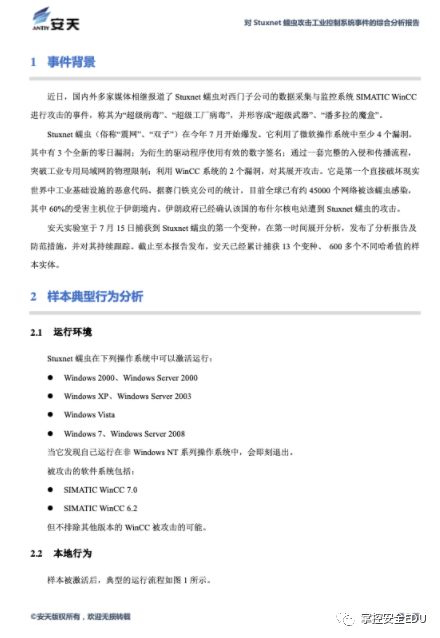 安天
ANTIY
对 Stuxnet 蠕虫攻击工业控制系统事件的综合分析报告
1 事件背景
近日，国内外多家媒体相继报道了 Stuxnet 蠕虫对西门子公司的数据采集与监控系统 SIMATIC WinCC
进行攻击的事件，称其为“超级病毒”、“超级工厂病毒”，并形容成“超级武器”、“潘多拉的魔盒”。
Stuxnet 蠕虫（俗称“震网”、“双子”）在今年 7 月开始爆发。它利用了微软操作系统中至少 4 个漏洞，
其中有 3 个全新的零日漏洞；为衍生的驱动程序使用有效的数字签名；通过一套完整的入侵和传播流程，
突破工业专用局域网的物理限制；利用 WinCC 系统的 2 个漏洞，对其展开攻击。它是第一个直接破坏现实
世界中工业基础设施的恶意代码。据赛门铁克公司的统计，目前全球已有约 45000 个网络被该蠕虫感染，
其中 60%的受害主机位于伊朗境内。伊朗政府已经确认该国的布什尔核电站遭到 Stuxnet 蠕虫的攻击。
安天实验室于 7 月 15 日捕获到 Stuxnet 蠕虫的第一个变种，在第一时间展开分析，发布了分析报告及
防范措施，并对其持续跟踪。截止至本报告发布，安天已经累计捕获 13 个变种、 600 多个不同哈希值的样
本实体。
2 样本典型行为分析
2.1 运行环境
Stuxnet 蠕虫在下列操作系统中可以激活运行：
● Windows 2000、Windows Server 2000
● Windows XP、Windows Server 2003
● Windows Vista
● Windows 7、Windows Server 2008
当它发现自己运行在非 Windows NT 系列操作系统中，会即刻退出。
被攻击的软件系统包括：
● SIMATIC WinCC 7.0
● SIMATIC WinCC 6.2
但不排除其他版本的 WinCC 被攻击的可能。
2.2 本地行为
样本被激活后，典型的运行流程如图 1 所示。
©安天版权所有，欢迎无损转载
掌控安全EDU